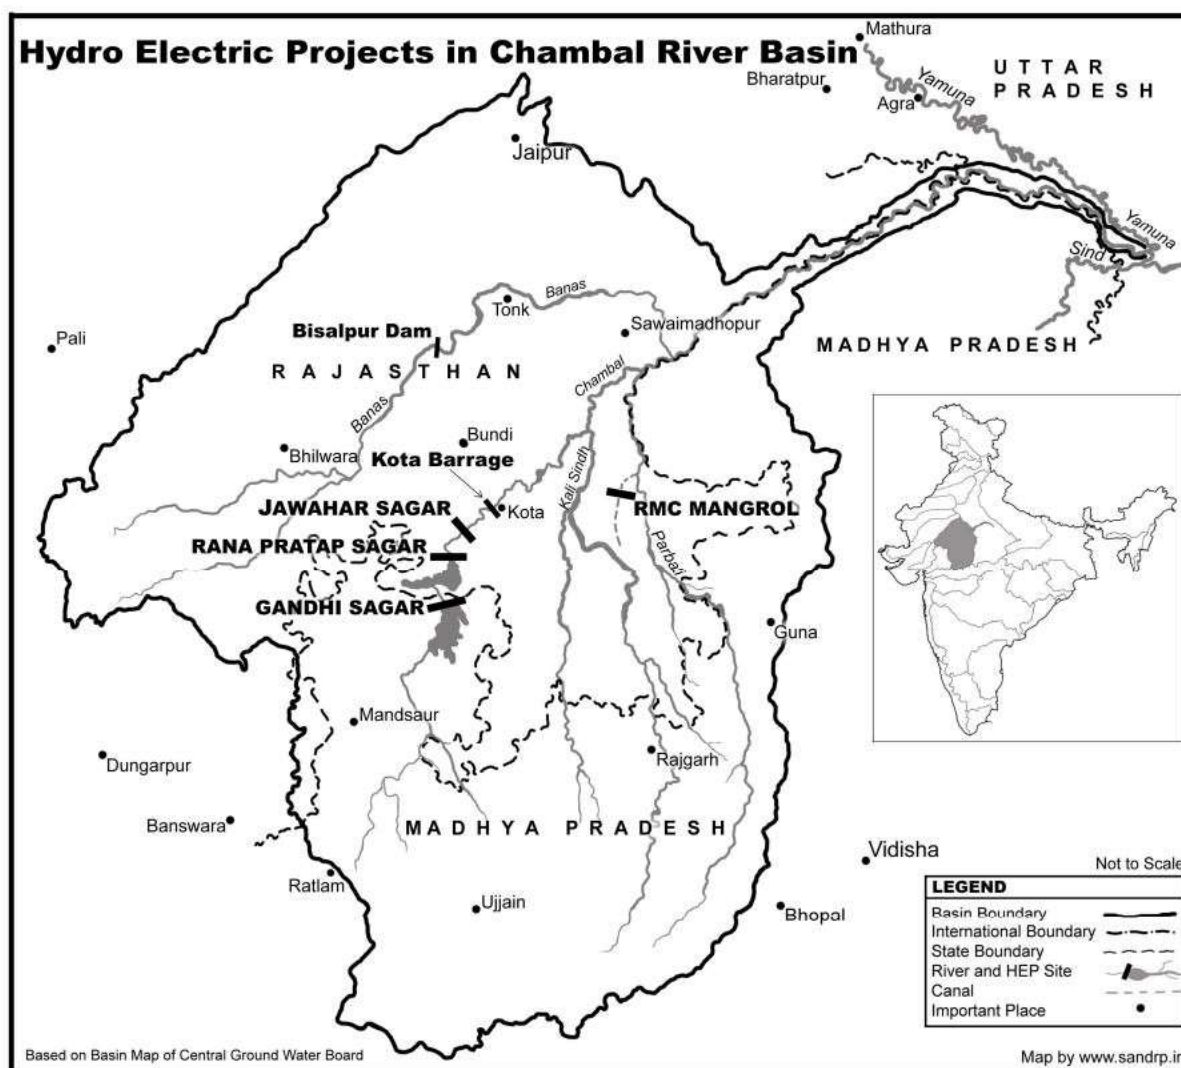 Hydro Electric Projects in Chambal River Basin
Mathura
Bharatpur
Agra
Yamuna
UTTAR
PRADESH
Jaipur
Yamuna
Sind
Banas
Tonk
Sawaimadhopur
Bisalpur Dam
Pali
RAJASTHAN
MADHYA PRADESH
Chambal
Banas
Bundi
Bhilwara
Kota Barrage
Kali Sindh
JAWAHAR SAGAR
Kota
RMC MANGROL
RANA PRATAP SAGAR
Parbati
GANDHI SAGAR
Guna
Mandsaur
Dungarpur
Rajgarh
Banswara
MADHYA PRADESH
Vidisha
Ratlam
Ujjain
Bhopal
Not to Scale
LEGEND
Basin Boundary
International Boundary
State Boundary
River and HEP Site
Canal
Important Place
Based on Basin Map of Central Ground Water Board
Map by www.sandrp.in